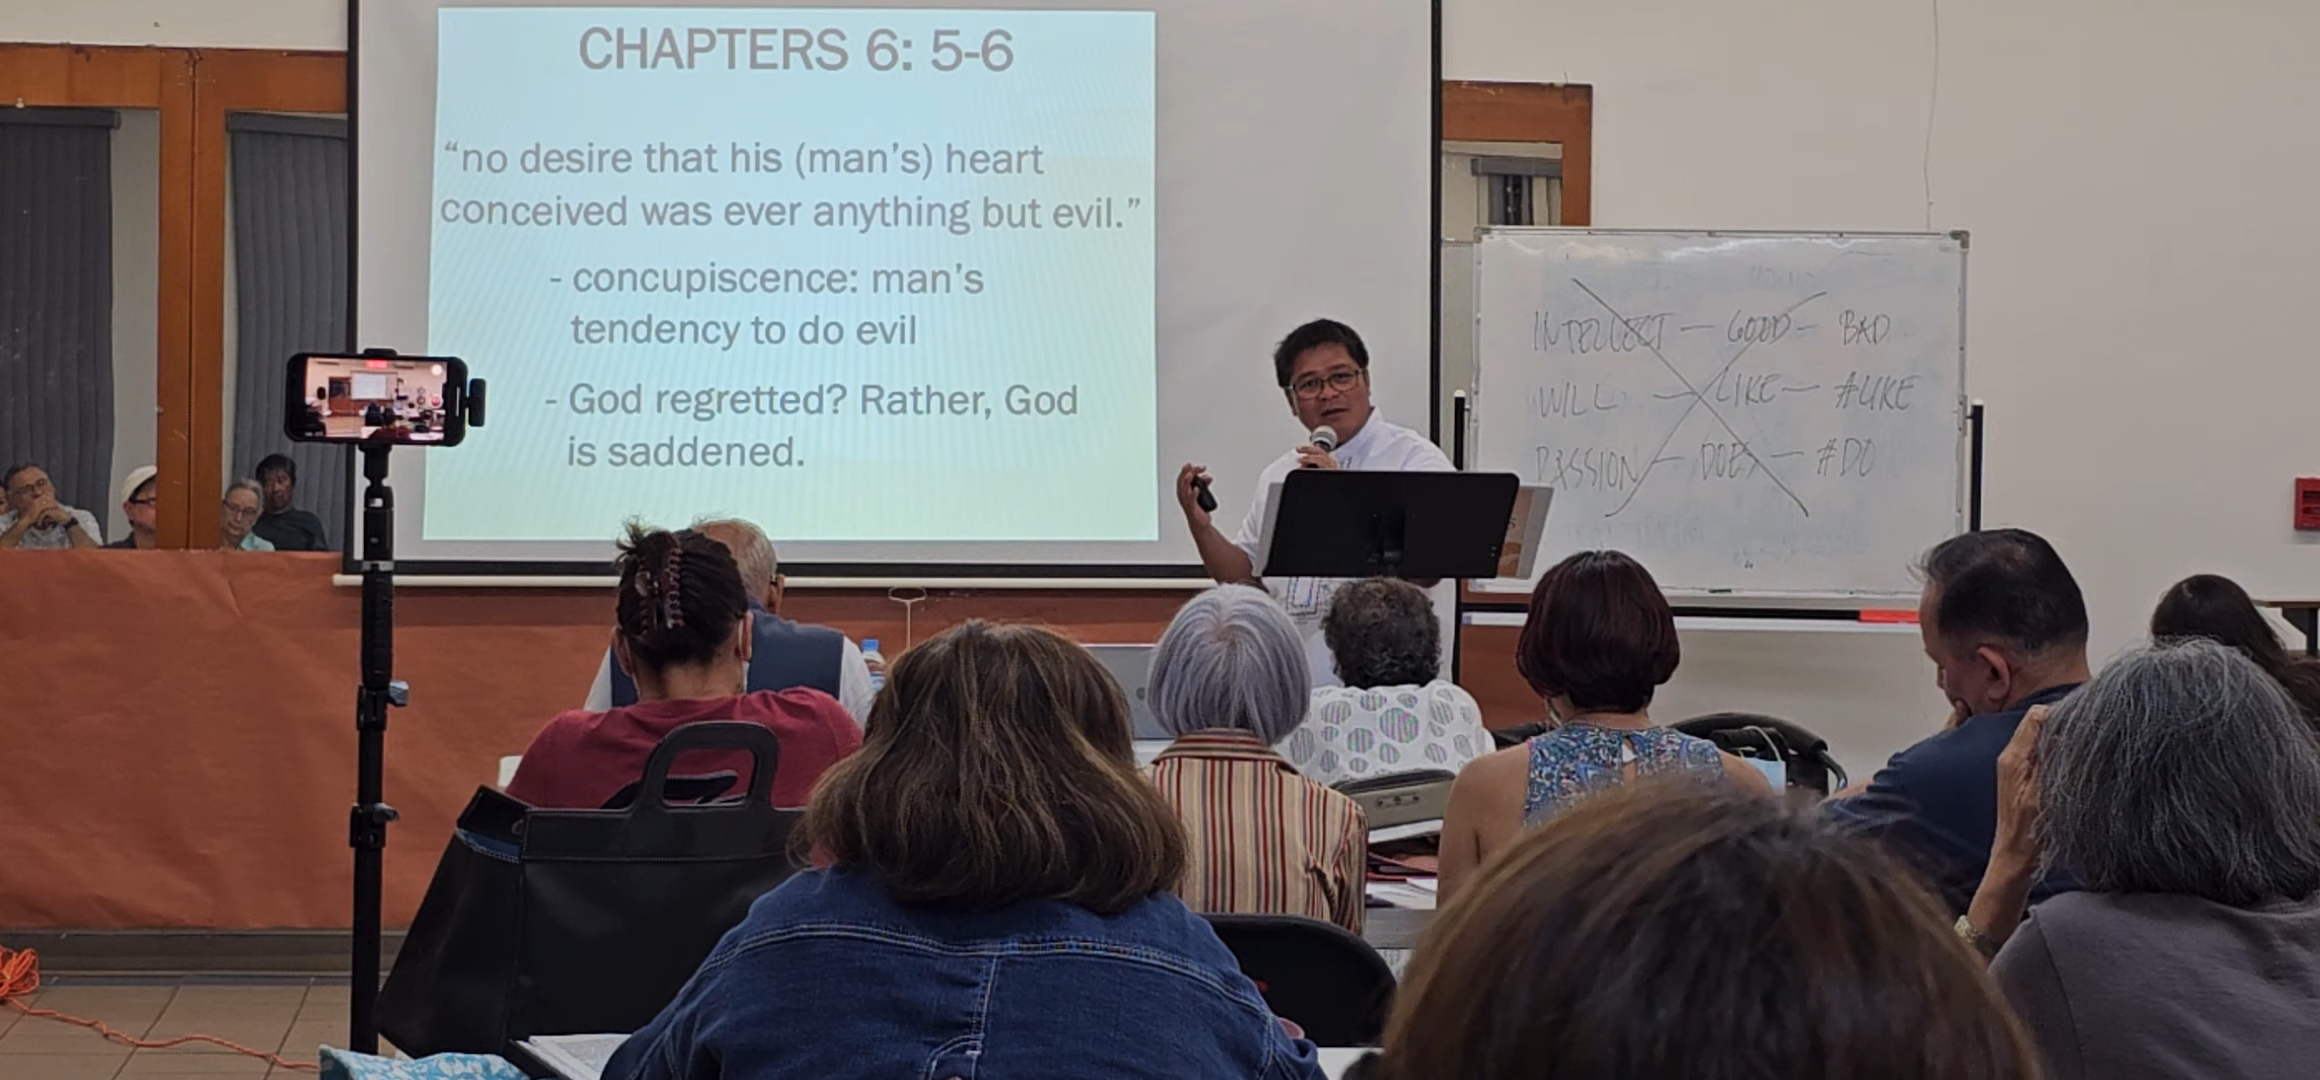 CHAPTERS 6: 5-6
“no desire that his (man’s) heart
conceived was ever anything but evil.”
- concupiscence: man’s
tendency to do evil
- God regretted? Rather, God
is saddened.
INTELLECT — GOOD — BAD
WILL — LIKE — #LIKE
PASSION — DOES — #DO